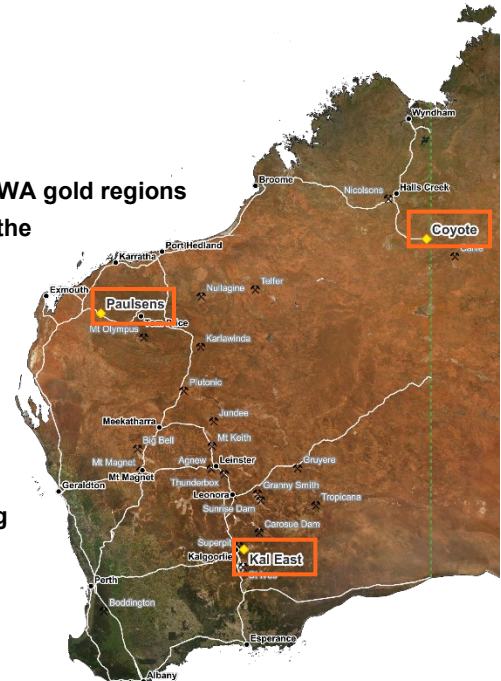 Wyndham
WA gold regions
Broome
Nicolsons
Halls Creek
the
Coyote
Port Hedland
Karratha
Exmouth
Nullagine
Telfer
Paulsens
Mt Olympus
Karlawinda
Plutonic
Jundee
Meekatharra
Big Bell
Mt Keith
Mt Magnet
Agnew
Leinster
Gruyere
Mt Magnet
Thunderbox
Geraldton
Leonora
Granny Smith
Sunrise Dam
Tropicana
g
Carosue Dam
Superpit
Kalgoorlie
Kal East
Perth
Boddington
Esperance
Albany